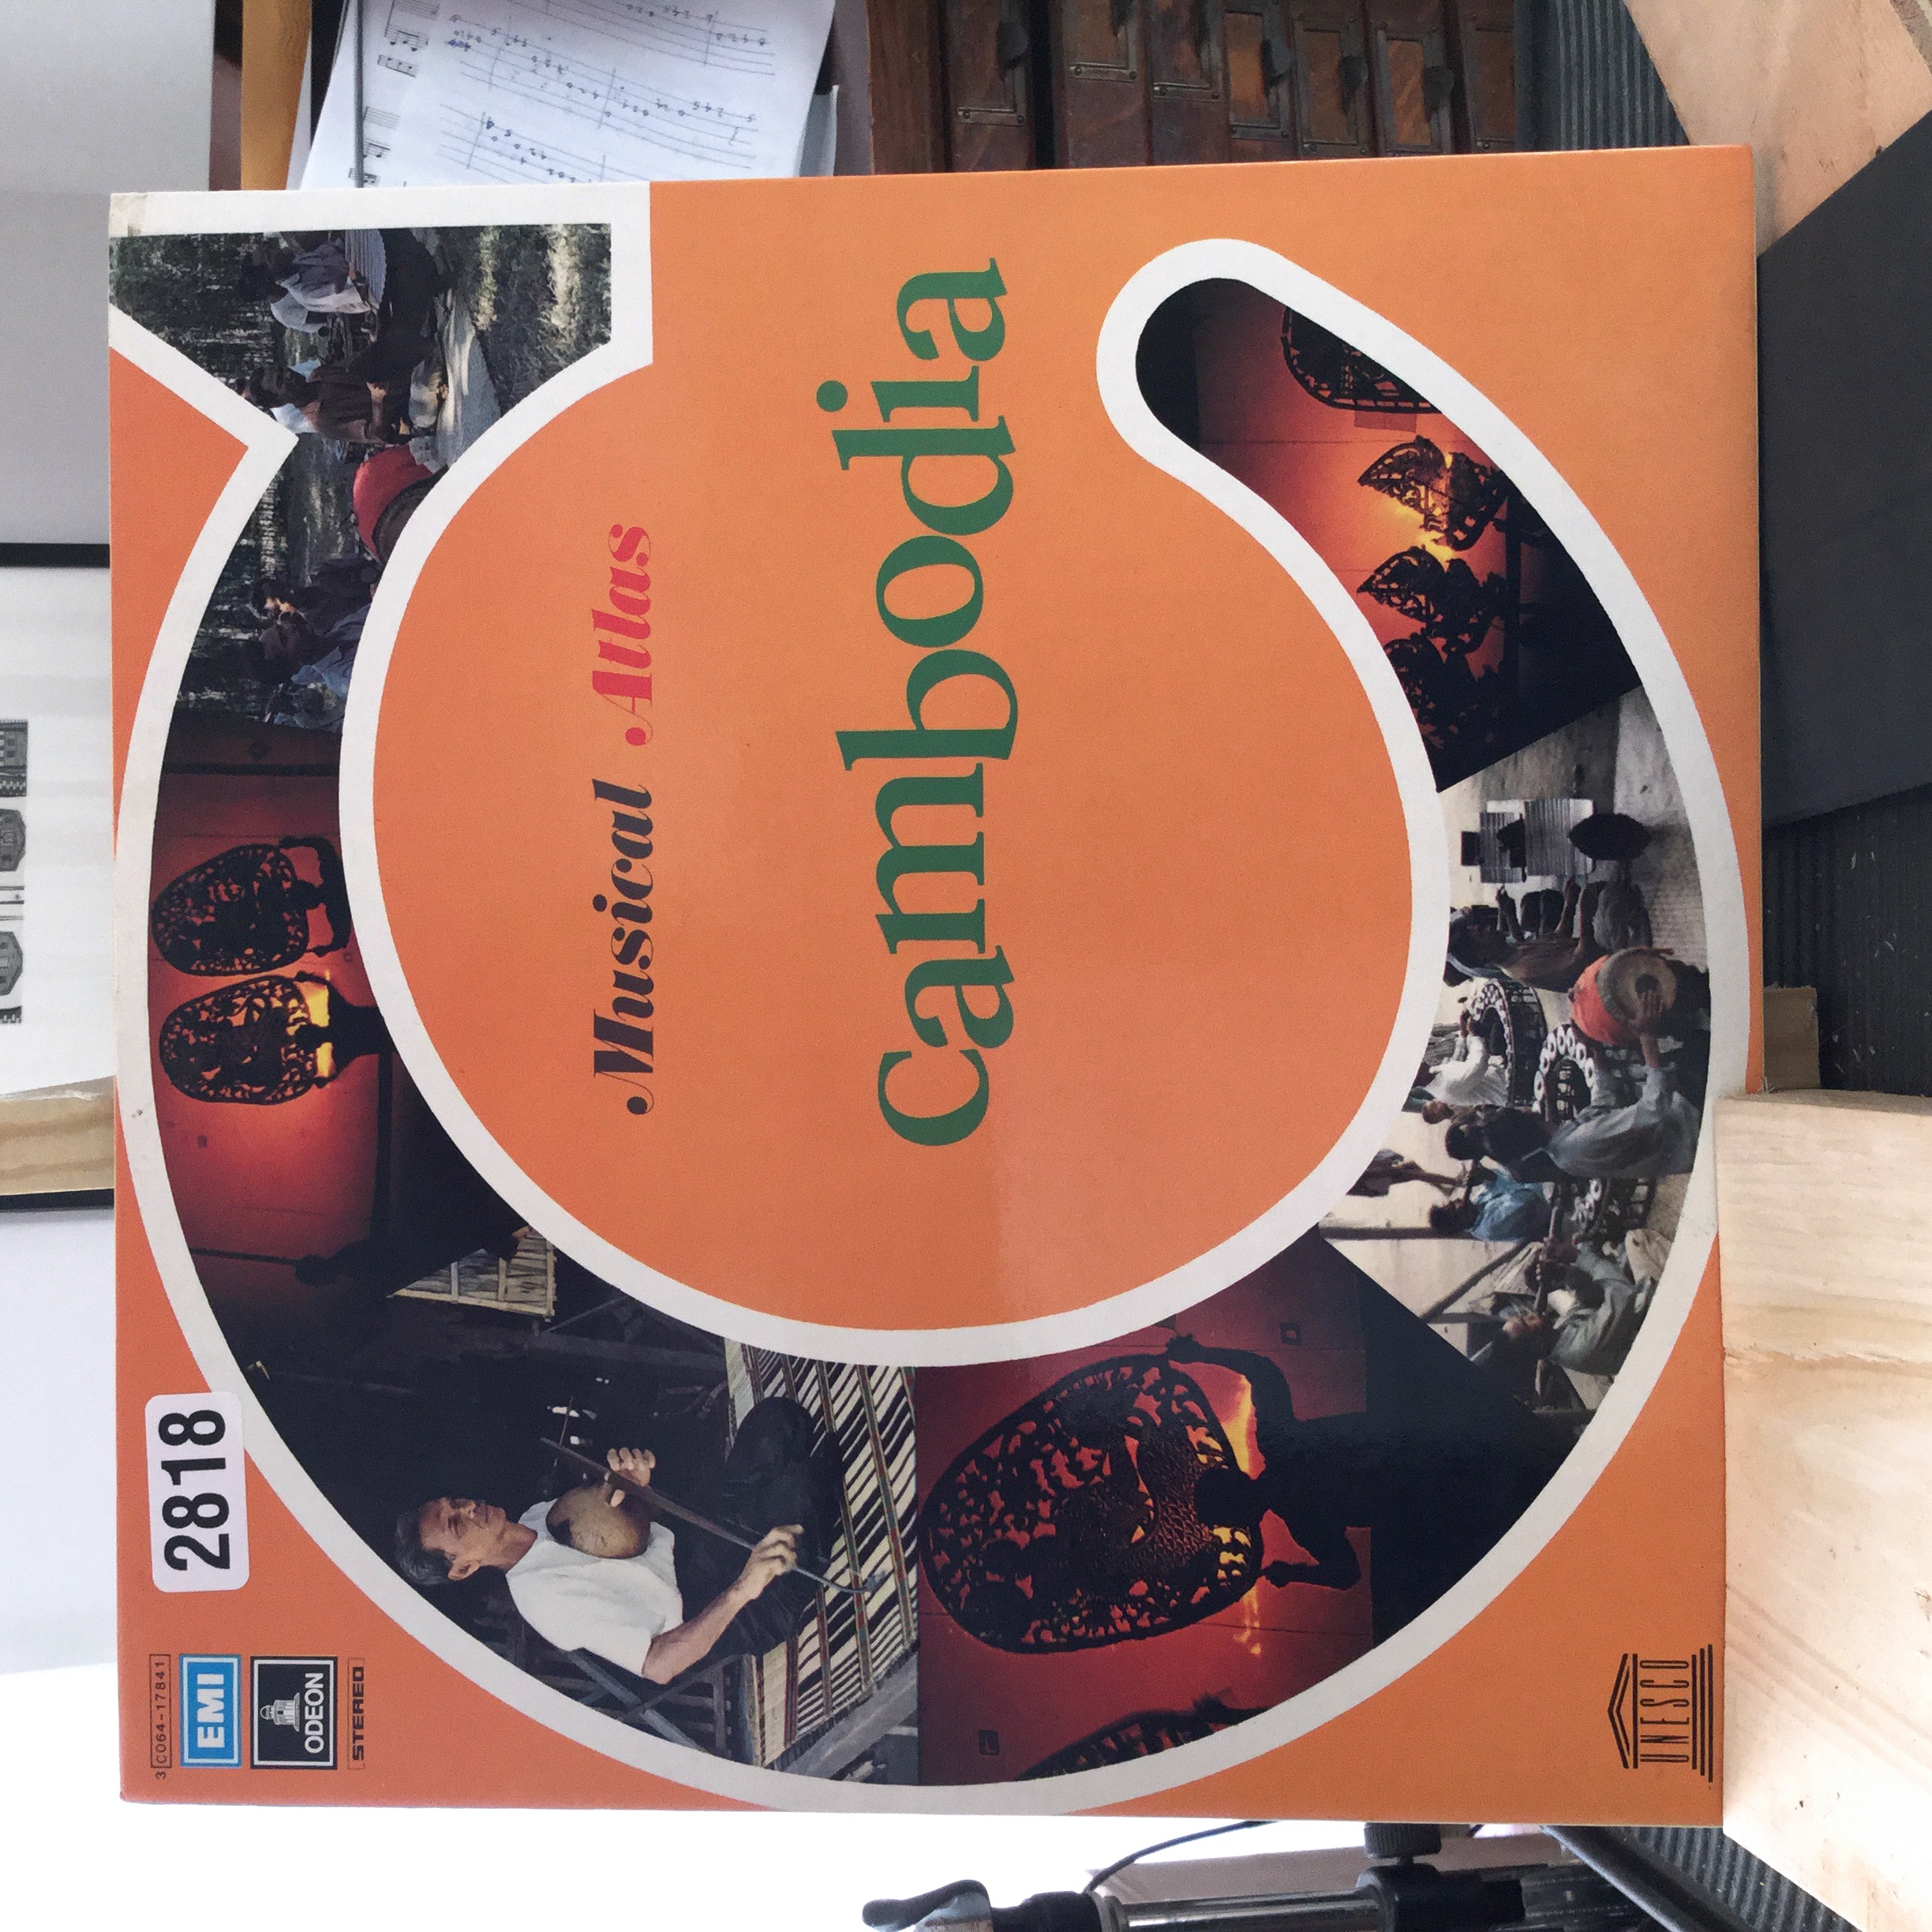 3 C064-17841
EMI
ODEON
STEREO
2818
Musical Atlas
Cambodia
UNESCO